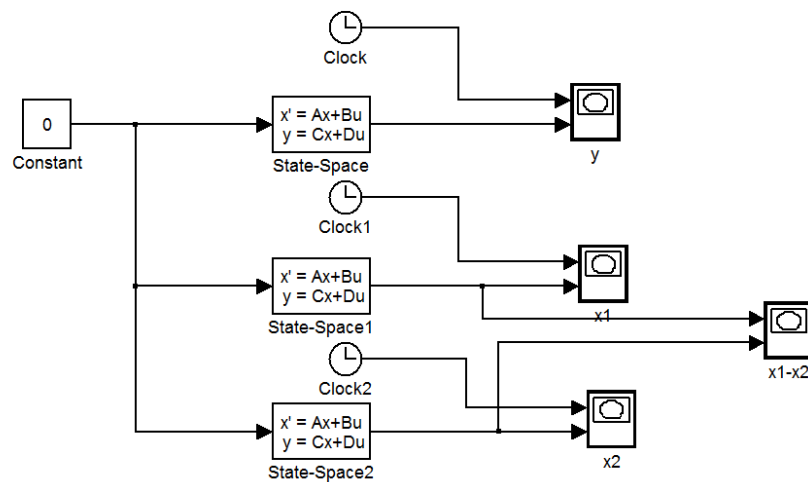 Clock
0
Constant
x' = Ax+Bu
y = Cx+Du
State-Space
y
Clock1
x' = Ax+Bu
y = Cx+Du
State-Space1
x1
x1-x2
Clock2
x' = Ax+Bu
y = Cx+Du
State-Space2
x2